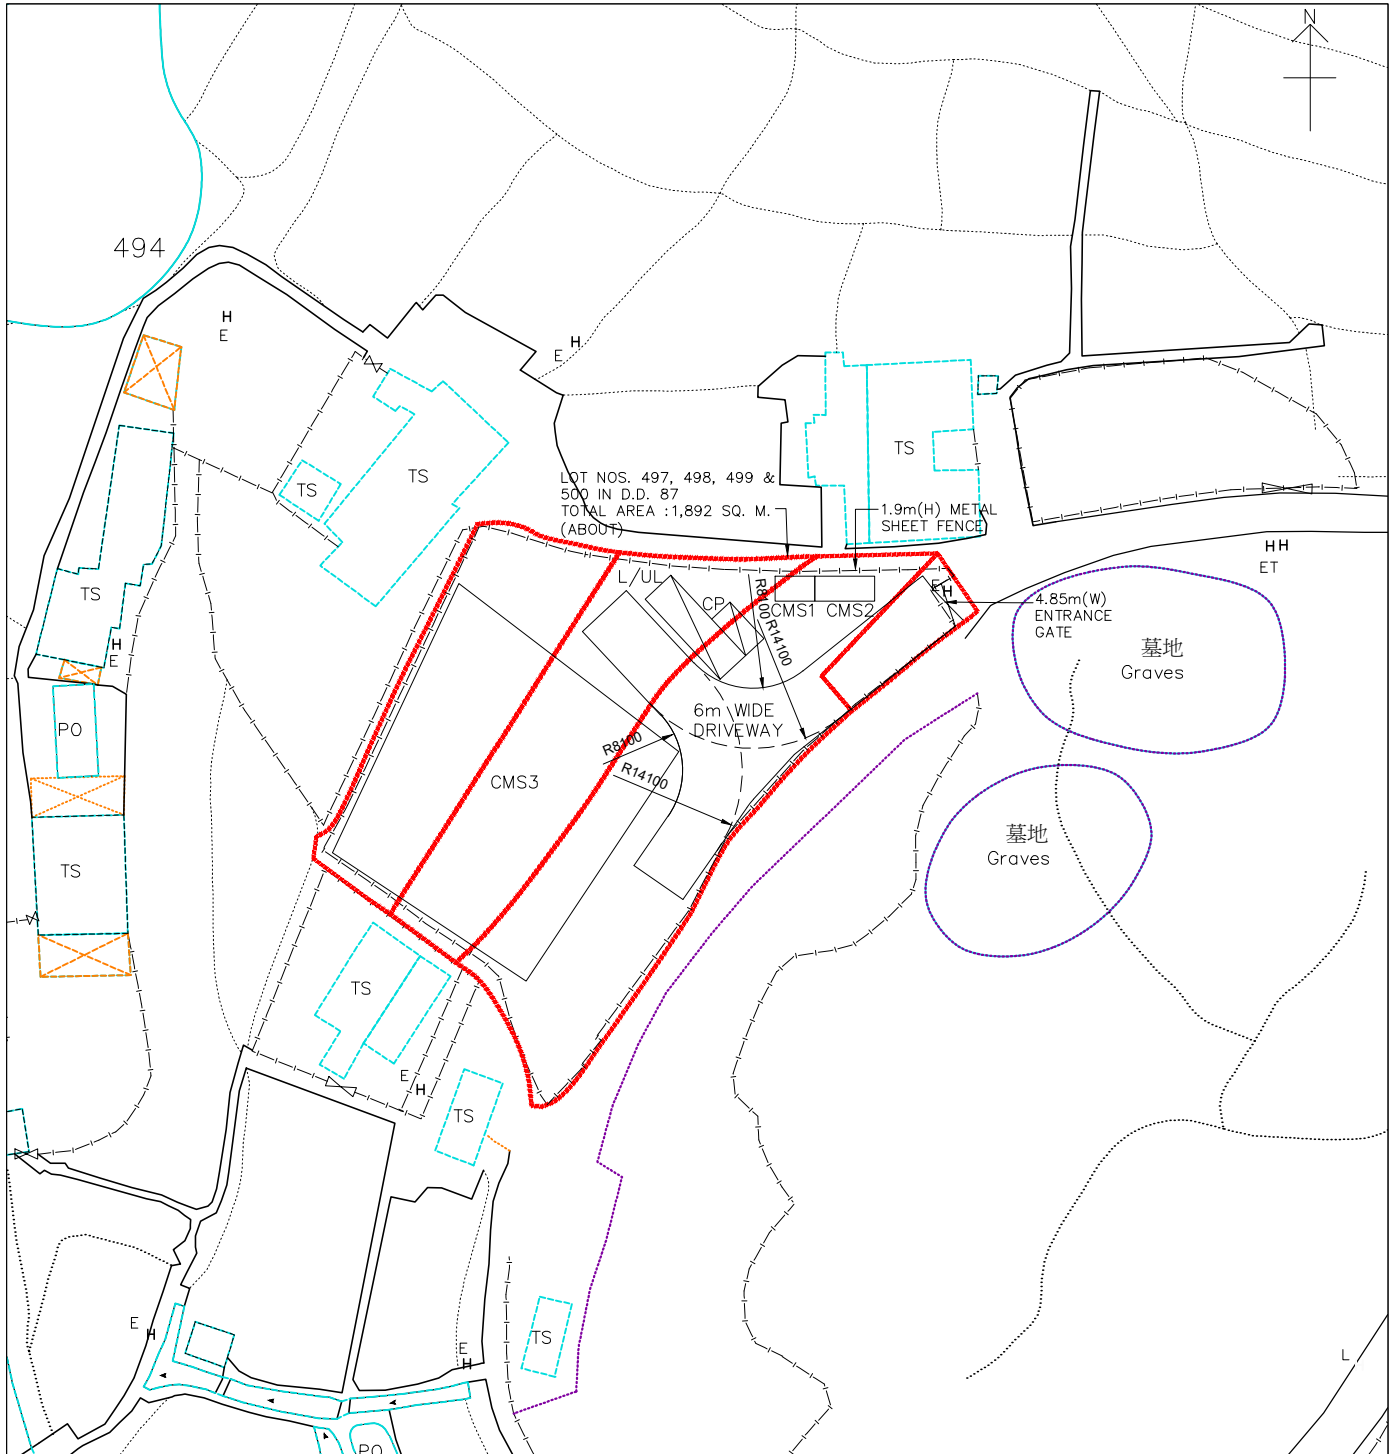 N
494
H
E
H
E
TS
TS
TS
LOT NOS. 497, 498, 499 &
500 IN D.D. 87
TOTAL AREA :1,892 SQ. M.
(ABOUT)
1.9m(H) METAL
SHEET FENCE
HH
ET
L/UL
CP
R8100
R14100
CMS1
CMS2
EH
4.85m(W)
ENTRANCE
GATE
墓地
Graves
TS
H
E
PO
6m WIDE
DRIVEWAY
R8100
R14100
CMS3
墓地
Graves
TS
TS
E
H
TS
E
H
E
H
TS
L
PO